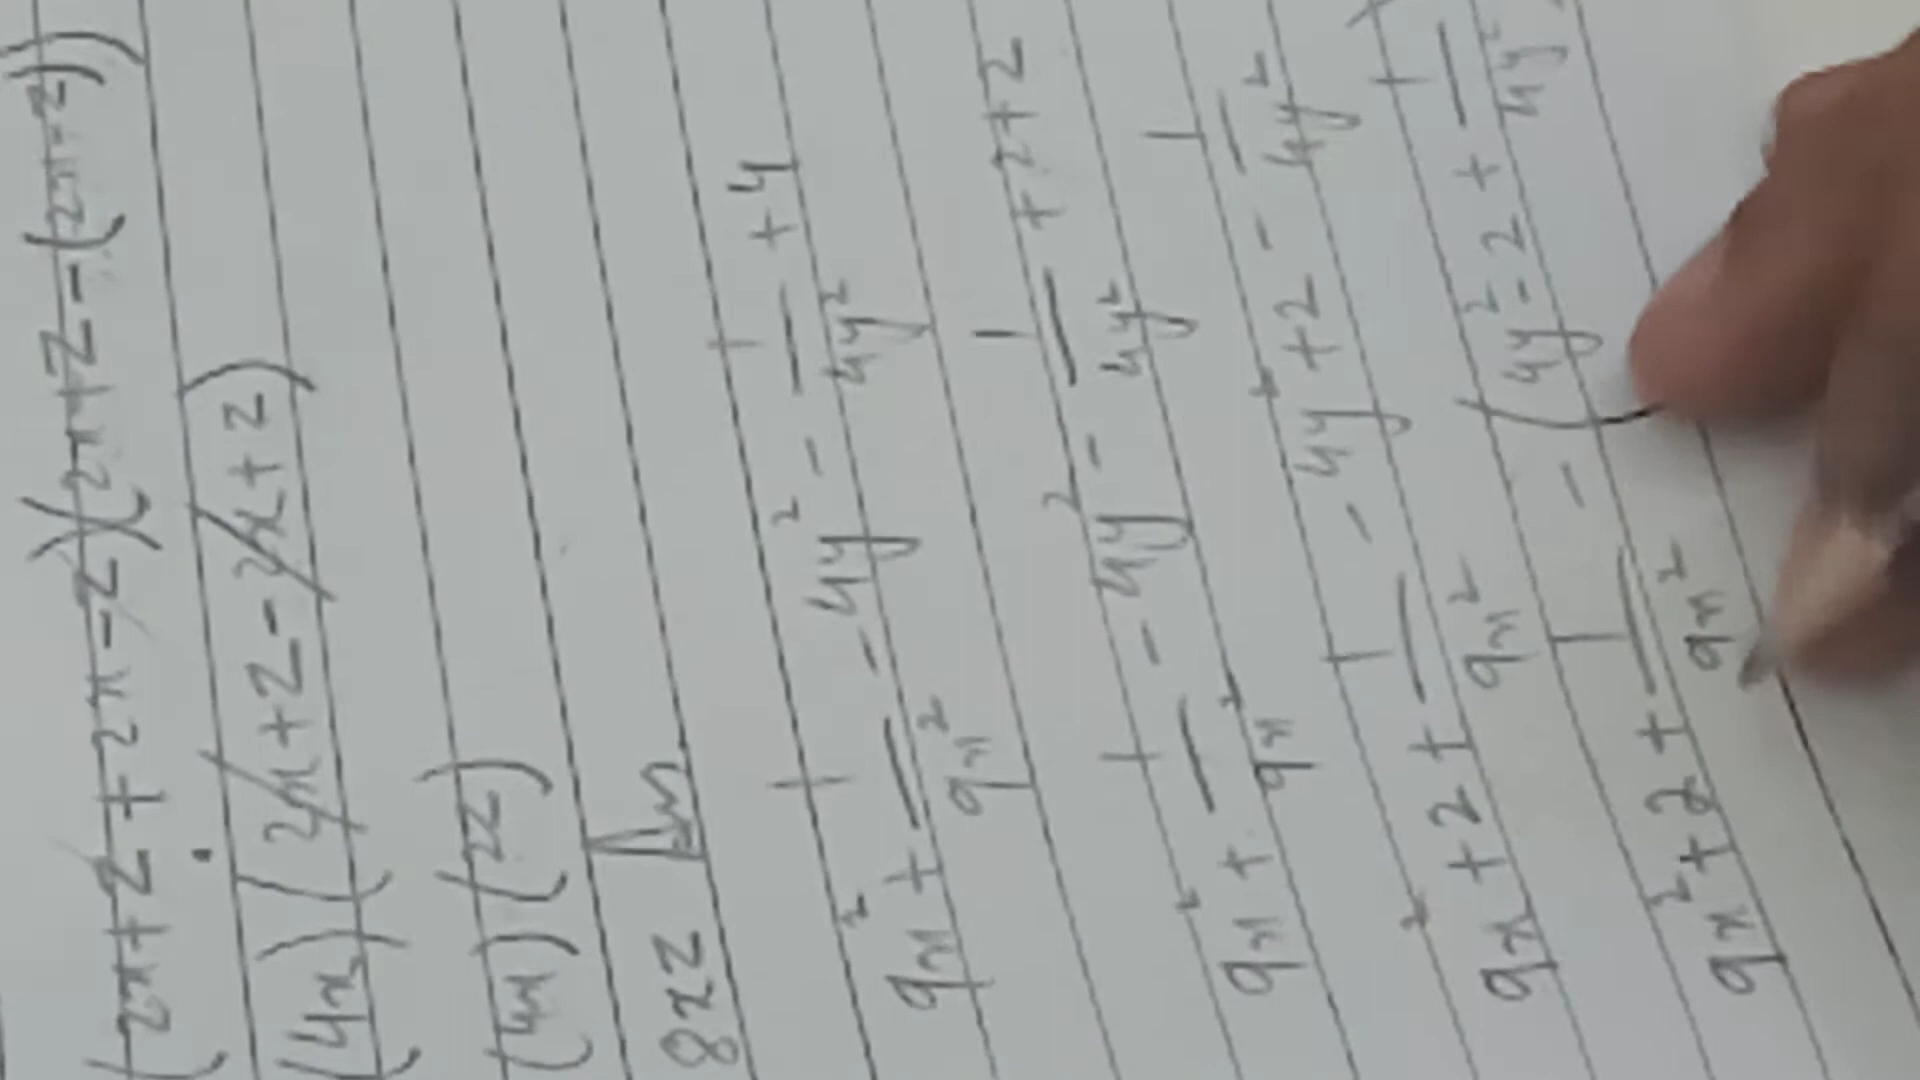 (2x+z+2x-z)(2x+z-(2x-z))
(4x)(2x+z-2x+z)
(4x)(2z)
8xz Ans
9x² + 1/9x² - 4y² - 1/4y² + 4
9x² + 1/9x² - 4y² - 1/4y² + 2+2
9x² + 2 + 1/9x² - 4y² + 2 - 1/4y²
9x² + 2 + 1/9x² - (4y² - 2 + 1/4y²